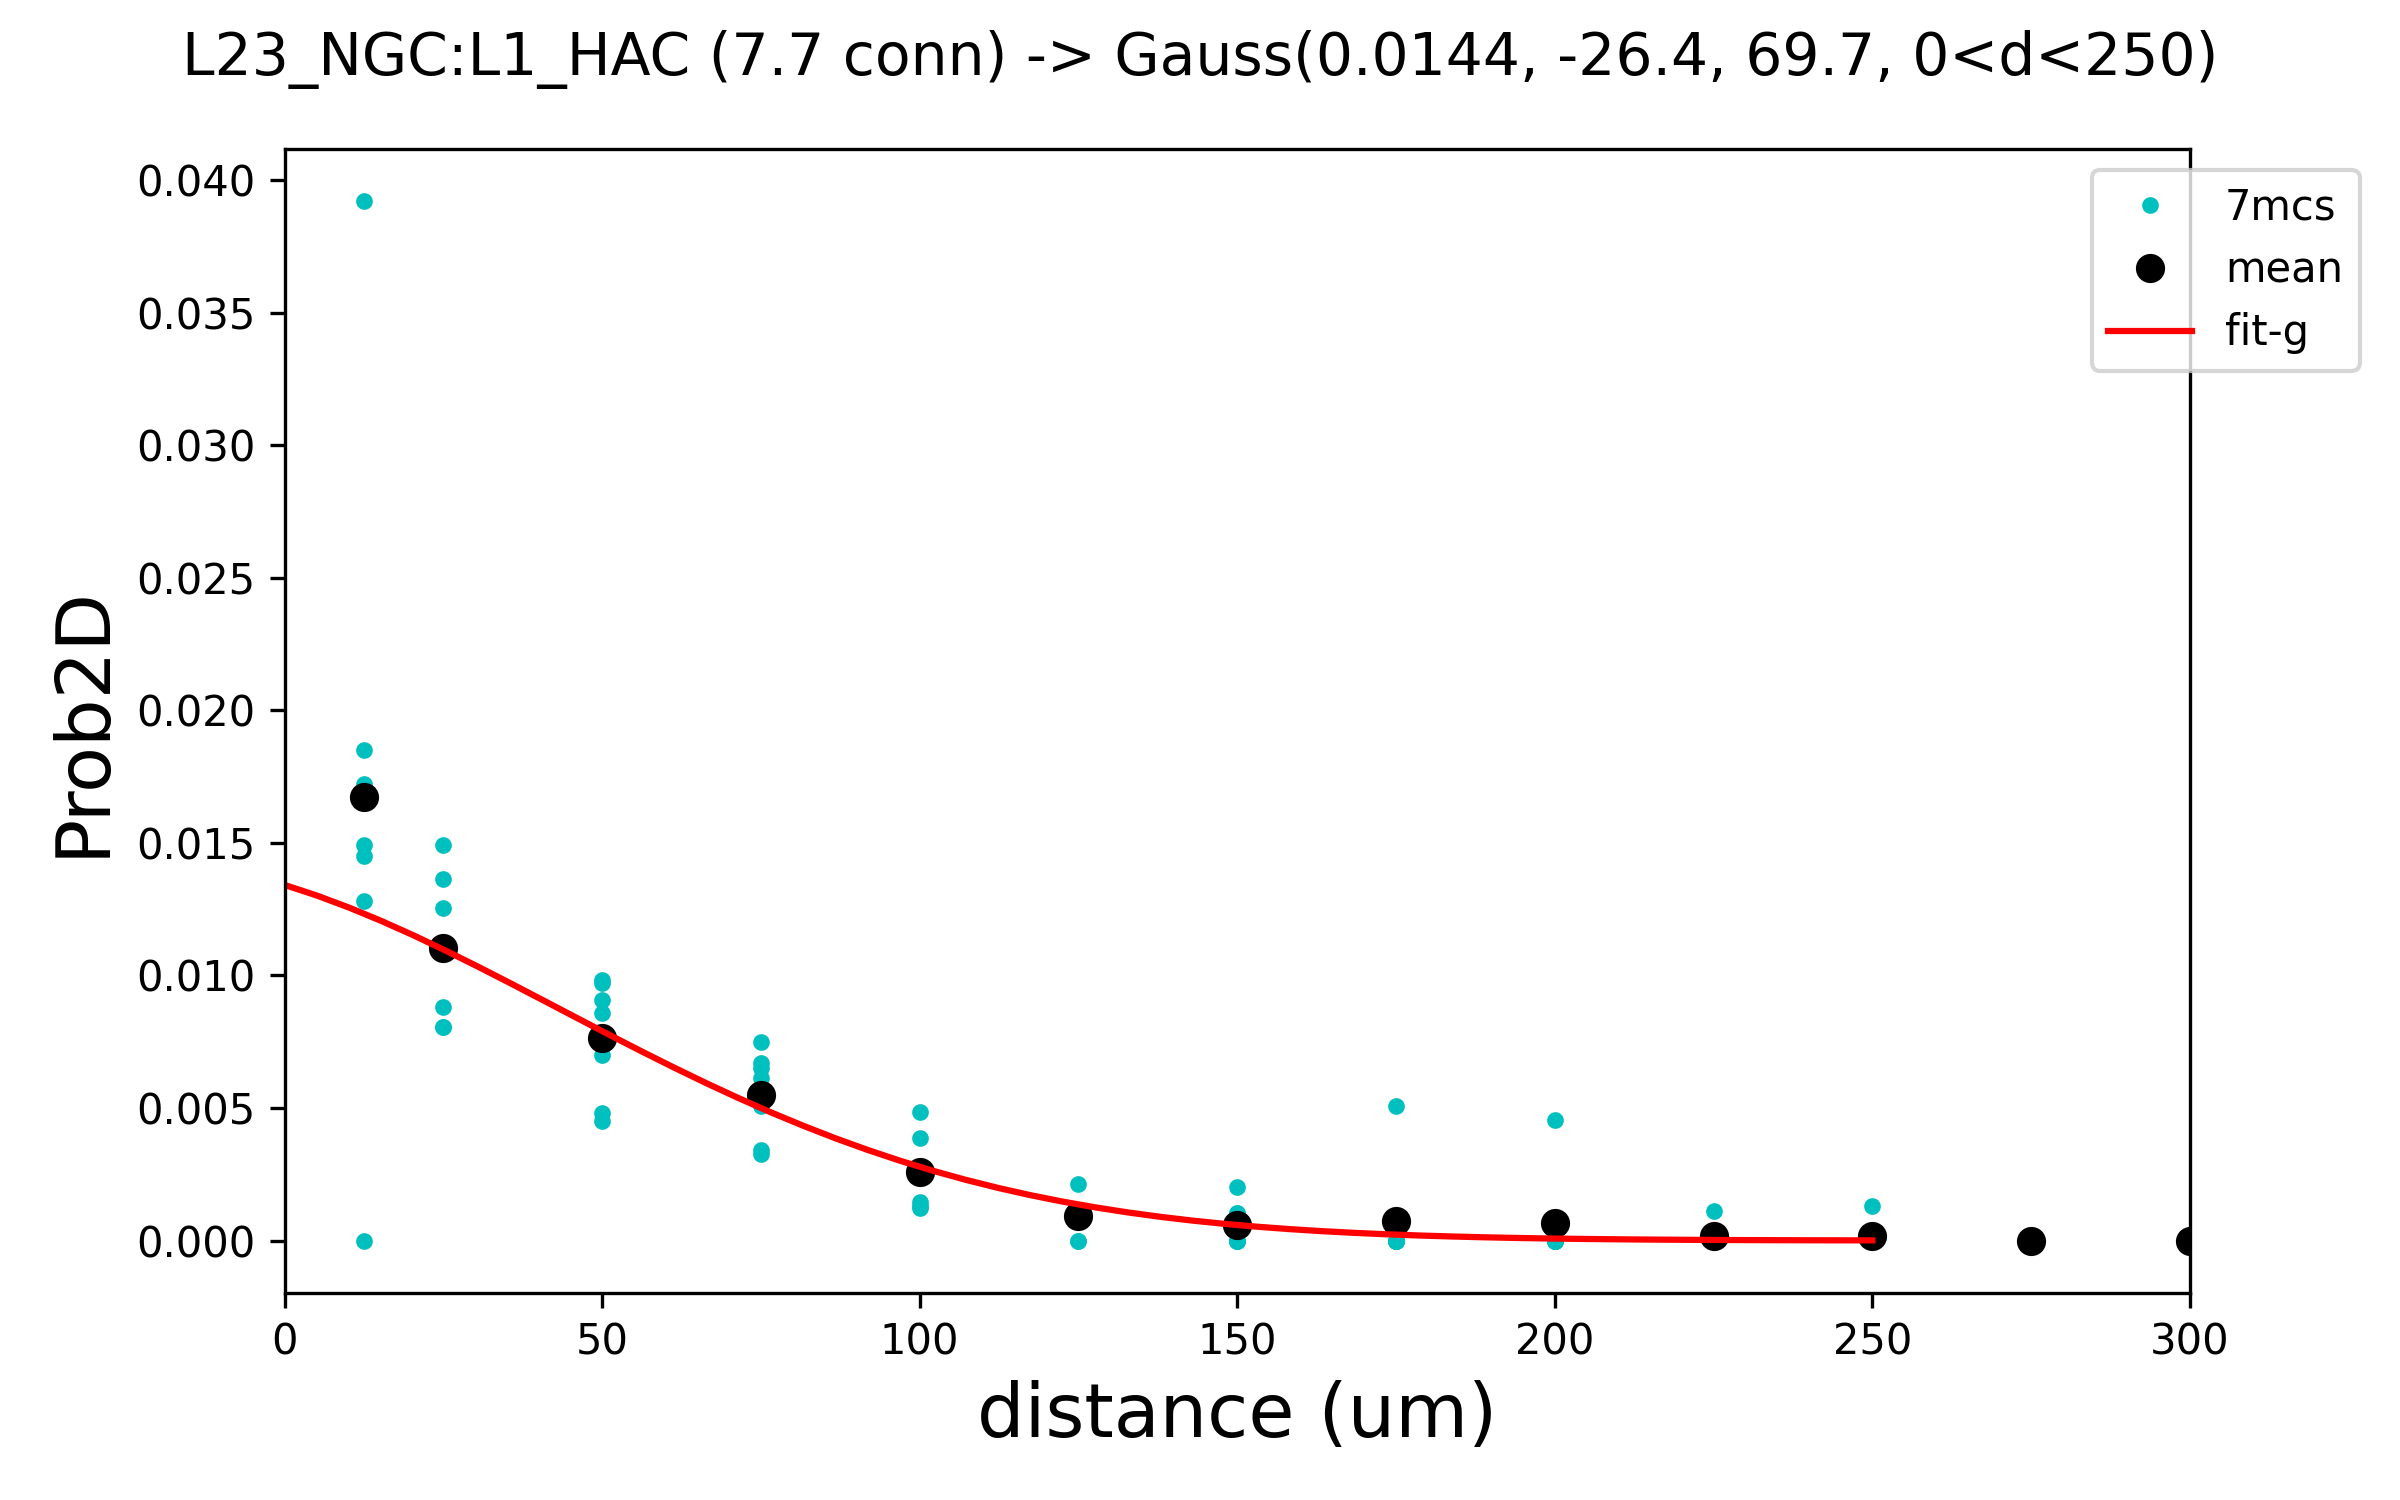 L23_NGC:L1_HAC (7.7 conn) -> Gauss(0.0144, -26.4, 69.7, 0<d<250)
0.040
0.035
0.030
0.025
0.020
0.015
0.010
0.005
0.000
Prob2D
7mcs
mean
fit-g
0 50 100 150 200 250 300
distance (um)